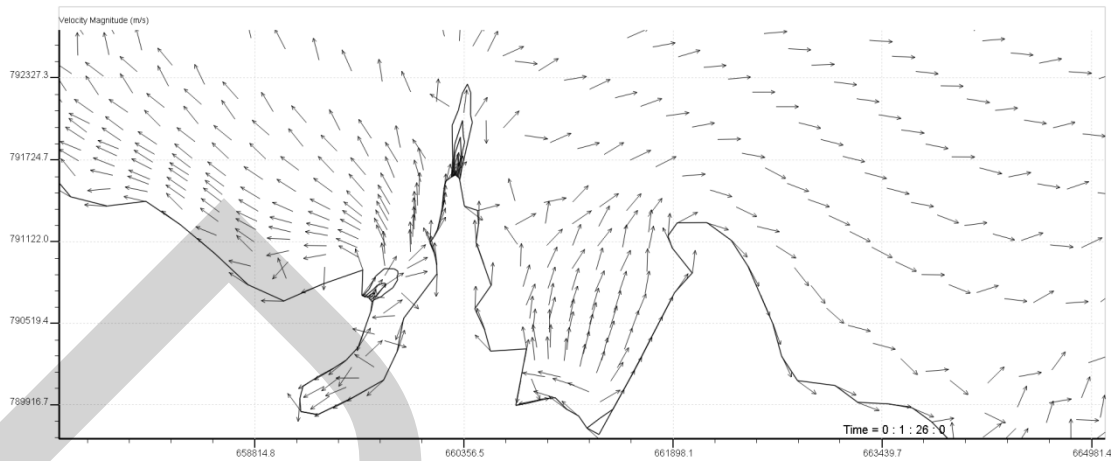 Velocity Magnitude (m/s)
792327.3
791724.7
791122.0
790519.4
789916.7
Time = 0 : 1 : 26 : 0
658814.8 660356.5 661898.1 663439.7 664981.4